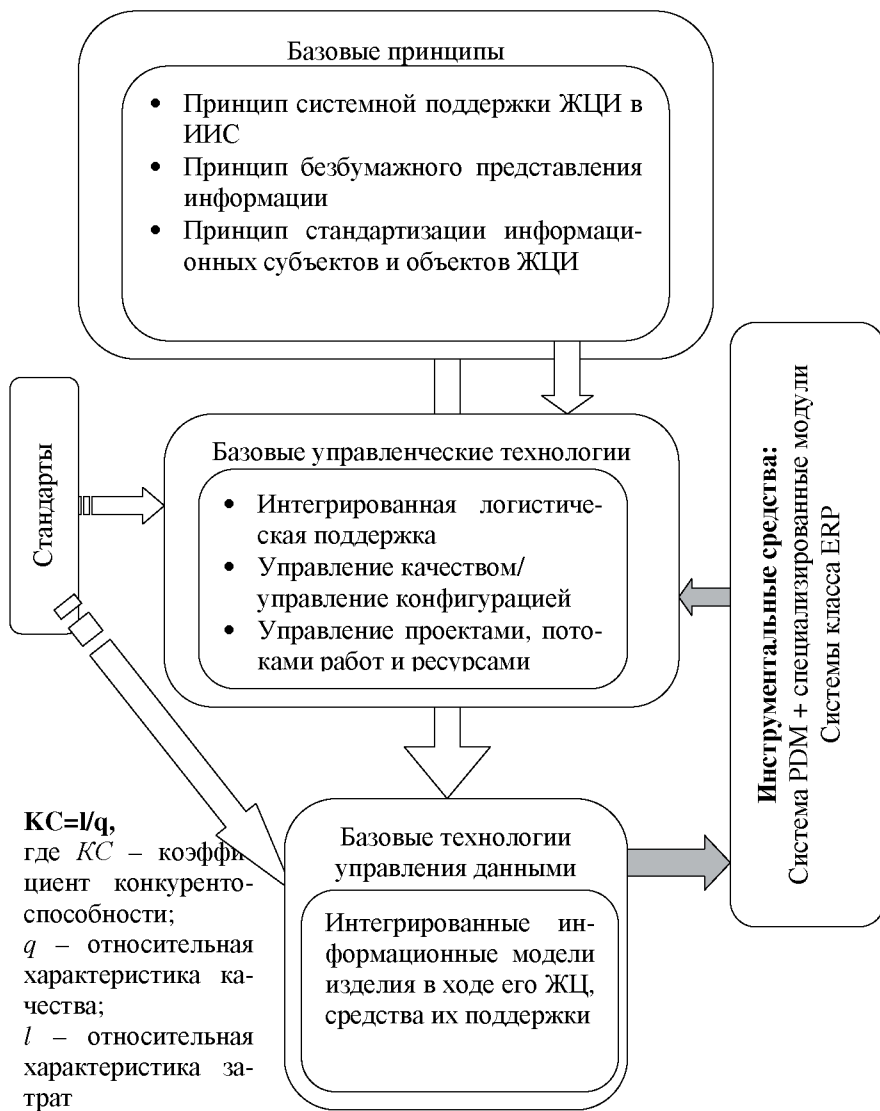 Базовые принципы
• Принцип системной поддержки ЖЦИ в
ИИС
• Принцип безбумажного представления
информации
• Принцип стандартизации информаци-
онных субъектов и объектов ЖЦИ
Стандарты
Базовые управленческие технологии
• Интегрированная логистиче-
ская поддержка
• Управление качеством/
управление конфигурацией
• Управление проектами, пото-
ками работ и ресурсами
Инструментальные средства:
Система PDM + специализированные модули
Системы класса ERP
KC=l/q,
где КС – коэффи-
циент конкуренто-
способности;
q – относительная
характеристика ка-
чества;
l – относительная
характеристика за-
трат
Базовые технологии
управления данными
Интегрированные ин-
формационные модели
изделия в ходе его ЖЦ,
средства их поддержки